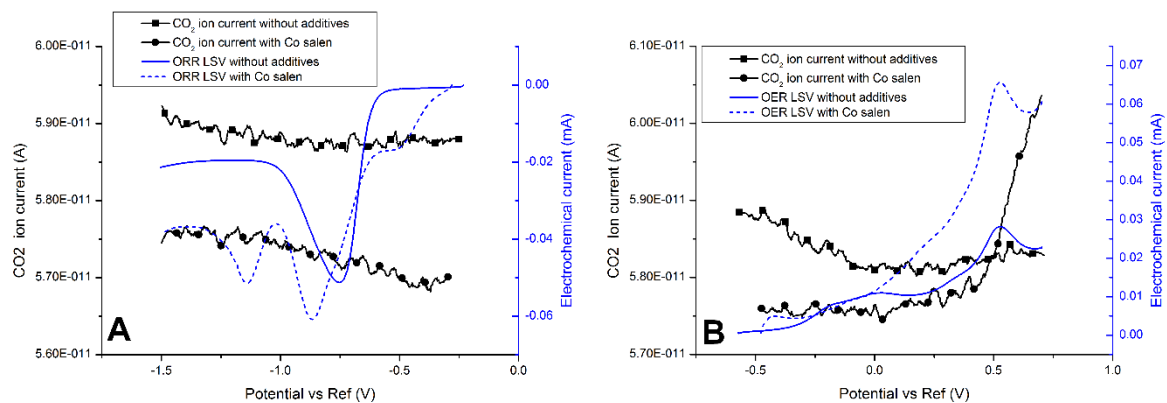 CO2 ion current without additives
CO2 ion current with Co salen
ORR LSV without additives
ORR LSV with Co salen
6.00E-011
5.90E-011
5.80E-011
5.70E-011
5.60E-011
CO2 ion current (A)
0.00
-0.02
-0.04
-0.06
Electrochemical current (mA)
A
-1.5
-1.0
-0.5
0.0
Potential vs Ref (V)
CO2 ion current without additives
CO2 ion current with Co salen
OER LSV without additives
OER LSV with Co salen
6.10E-011
6.00E-011
5.90E-011
5.80E-011
5.70E-011
CO2 ion current (A)
0.07
0.06
0.05
0.04
0.03
0.02
0.01
0.00
Electrochemical current (mA)
B
-0.5
0.0
0.5
1.0
Potential vs Ref (V)